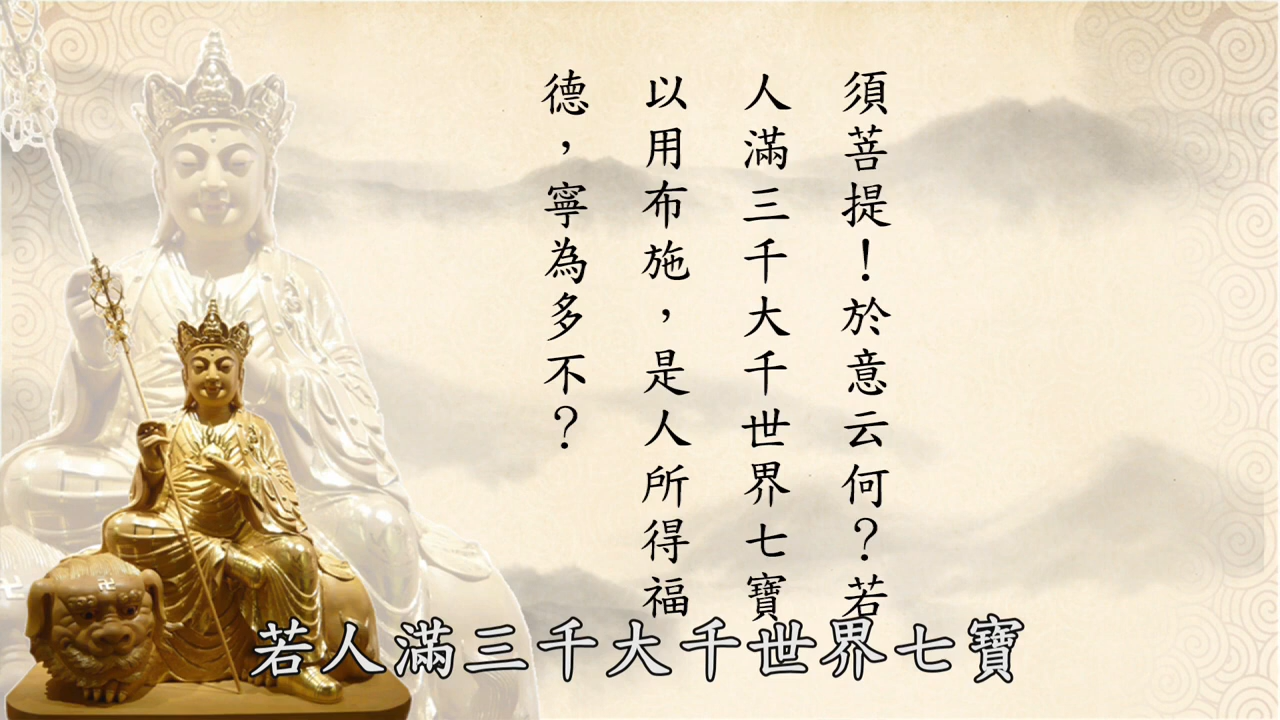 須菩提！於意云何？若
人滿三千大千世界七寶
以用布施，是人所得福
德，寧為多不？
若人滿三千大千世界七寶